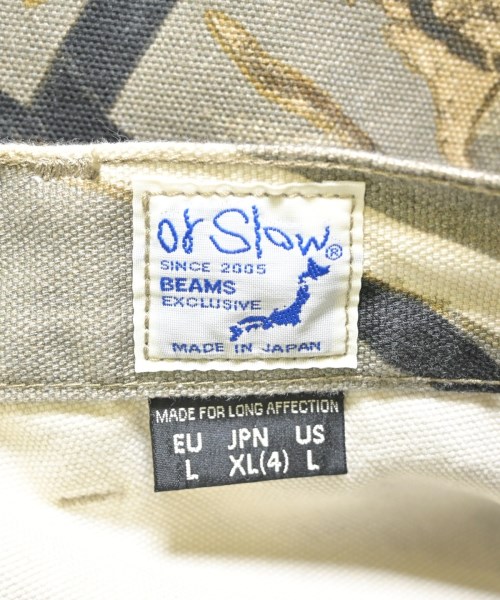 or Slow®
SINCE 2005
BEAMS
EXCLUSIVE
MADE IN JAPAN
MADE FOR LONG AFFECTION
EU JPN US
L XL(4) L